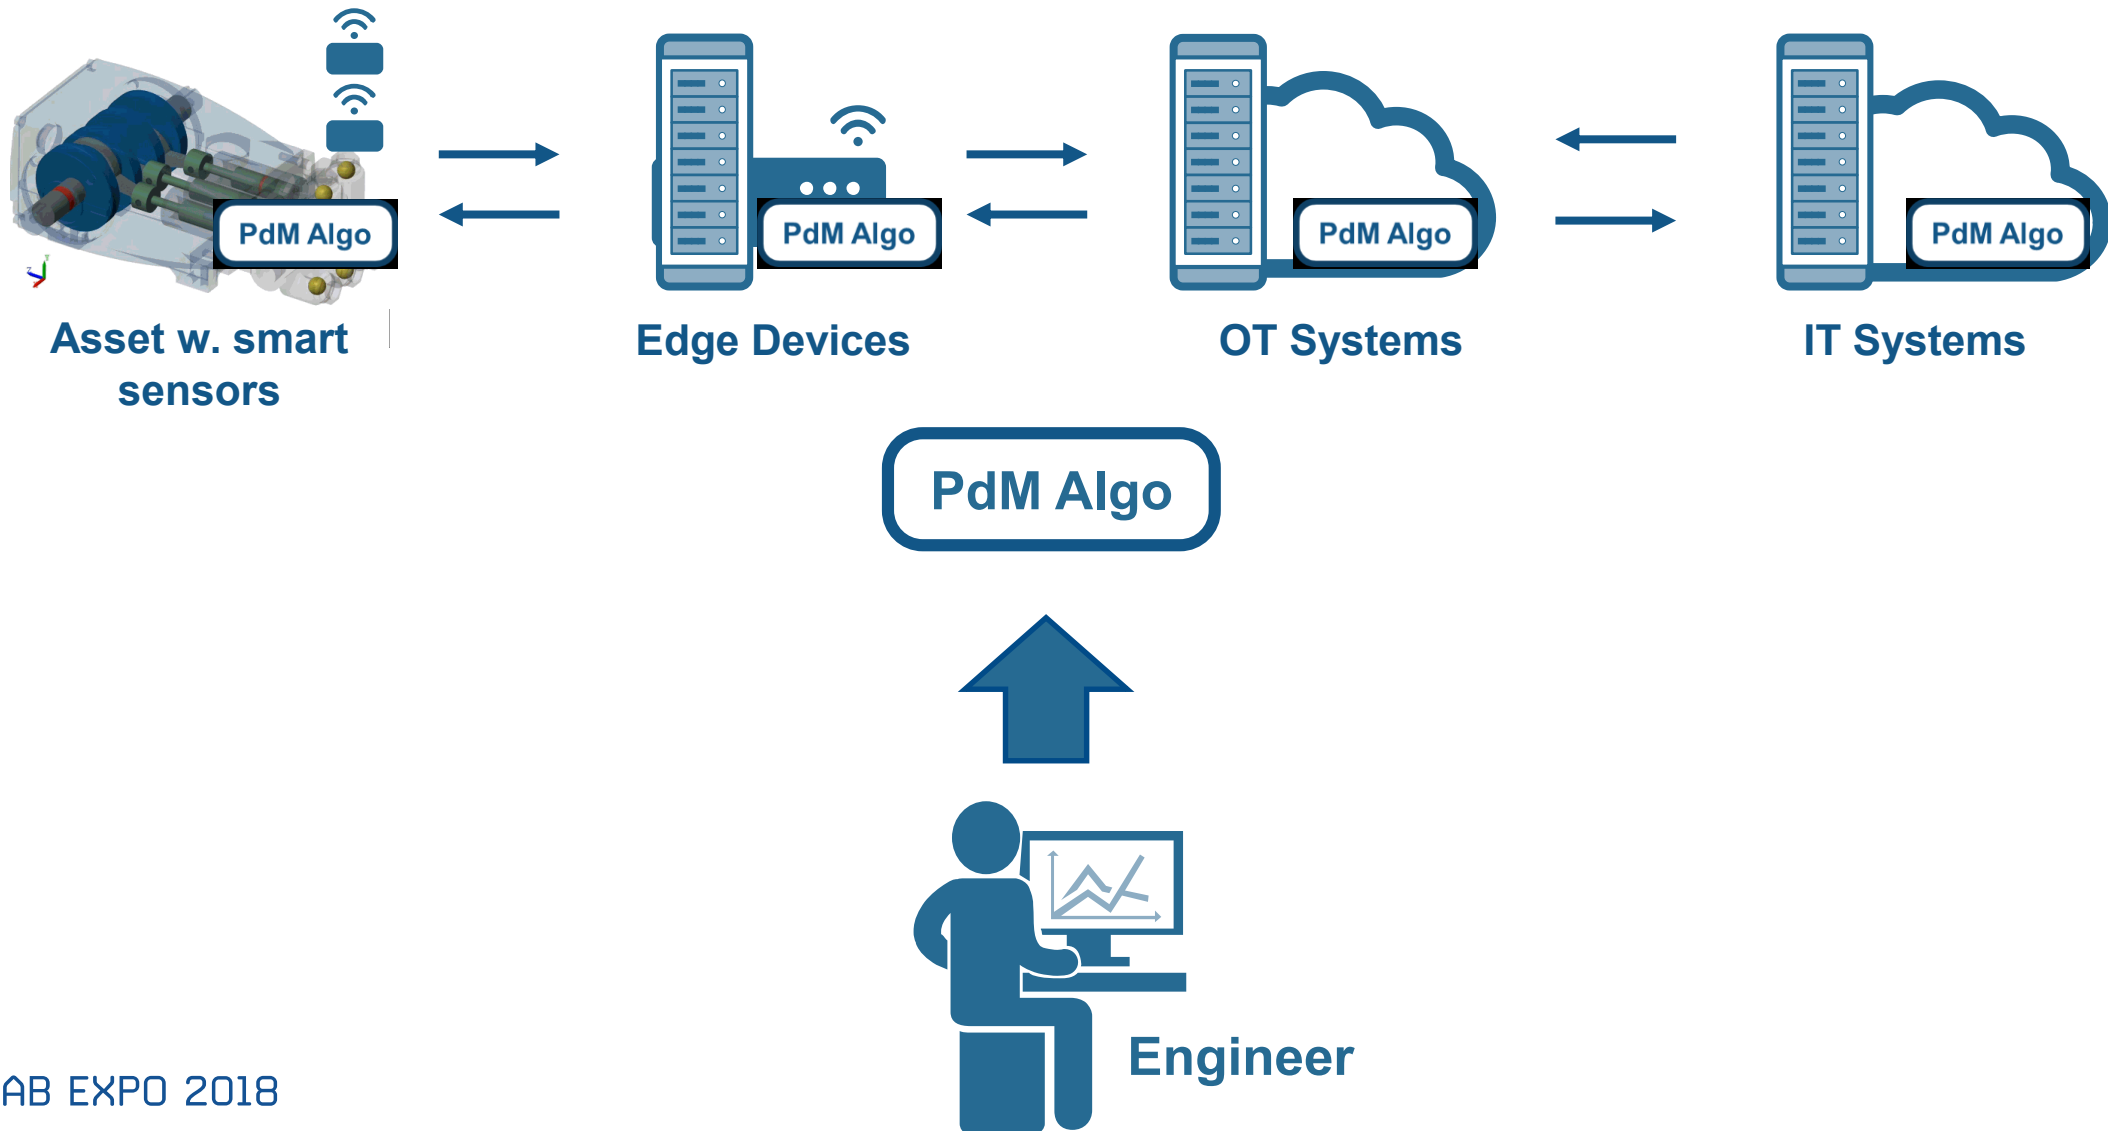 PdM Algo
PdM Algo
PdM Algo
PdM Algo
Asset w. smart
sensors
Edge Devices
OT Systems
IT Systems
PdM Algo
Engineer
AB EXPO 2018